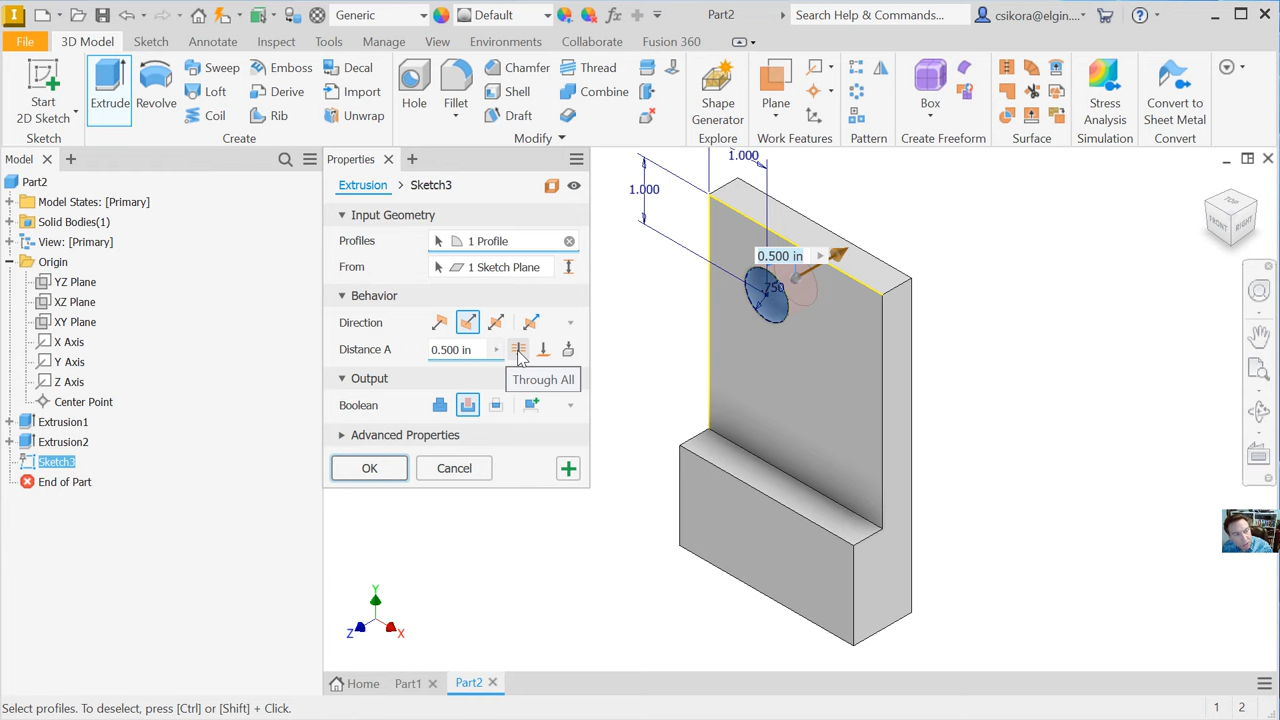 Generic
Default
Part2
Search Help & Commands...
csikora@elgin....
File
3D Model
Sketch
Annotate
Inspect
Tools
Manage
View
Environments
Collaborate
Fusion 360
Start
2D Sketch
Extrude
Revolve
Sweep
Loft
Coil
Emboss
Derive
Rib
Decal
Import
Unwrap
Hole
Fillet
Chamfer
Shell
Draft
Thread
Combine
Shape
Generator
Plane
Box
Stress
Analysis
Convert to
Sheet Metal
Sketch
Create
Modify
Explore
Work Features
Pattern
Create Freeform
Surface
Simulation
Convert
Model
Part2
Model States: [Primary]
Solid Bodies(1)
View: [Primary]
Origin
YZ Plane
XZ Plane
XY Plane
X Axis
Y Axis
Z Axis
Center Point
Extrusion1
Extrusion2
Sketch3
End of Part
Properties
Extrusion > Sketch3
Input Geometry
Profiles 1 Profile
From 1 Sketch Plane
Behavior
Direction
Distance A 0.500 in
Through All
Output
Boolean
Advanced Properties
OK
Cancel
1.000
1.000
0.500 in
.750
TOP
FRONT
RIGHT
Y
Z
X
Home
Part1
Part2
Select profiles. To deselect, press [Ctrl] or [Shift] + Click.
1 2